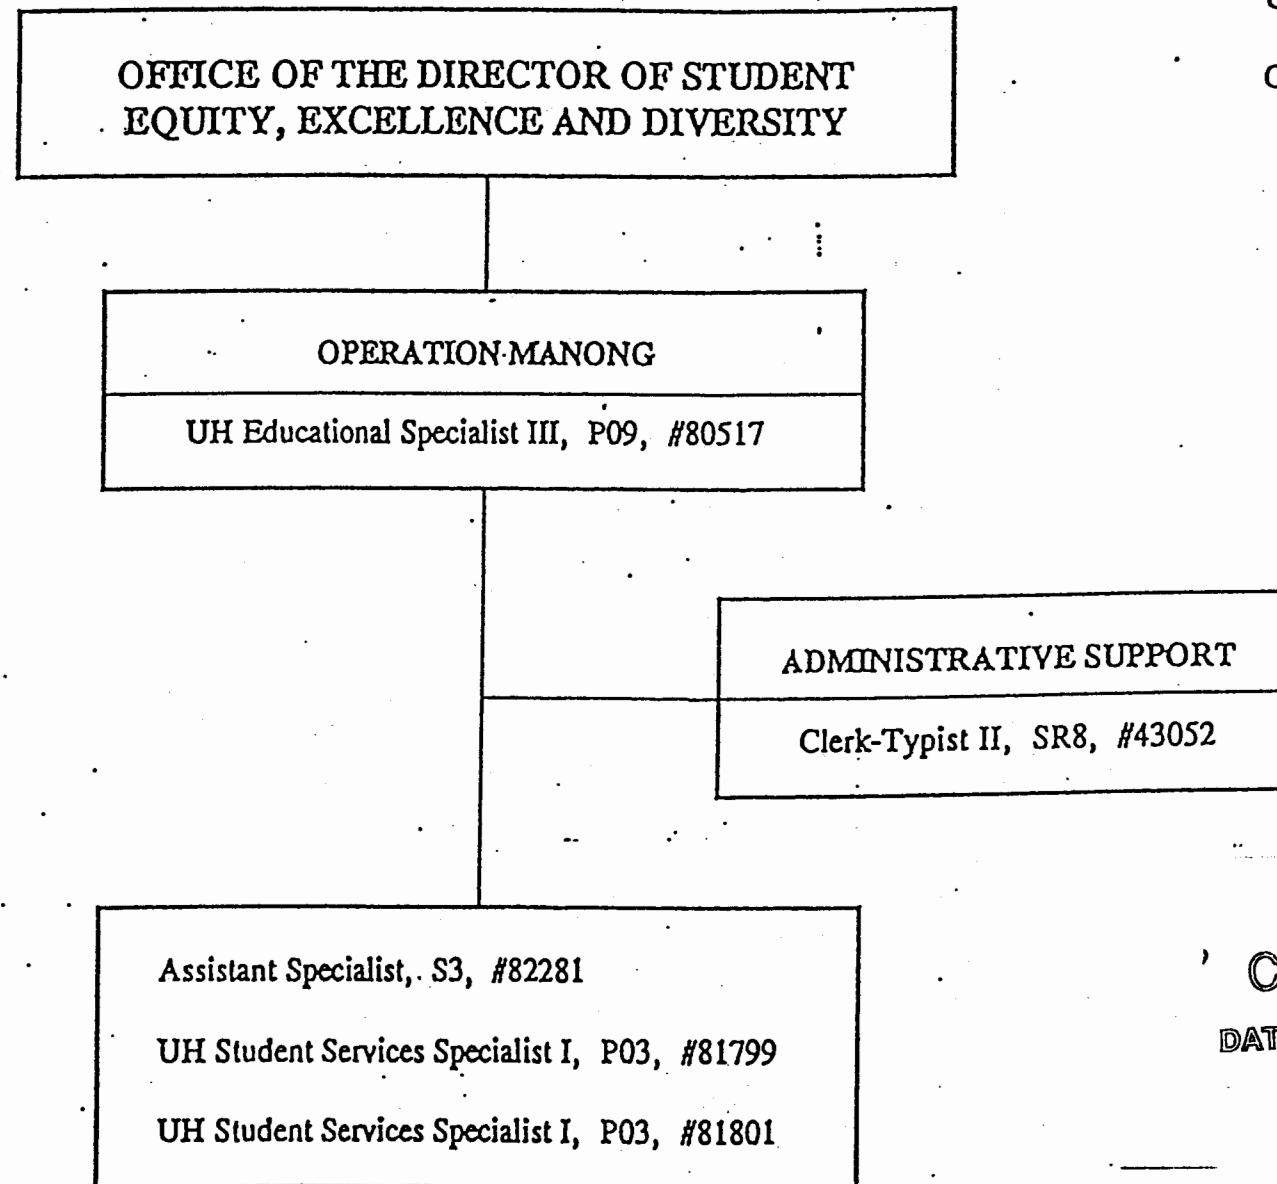 OFFICE OF THE DIRECTOR OF STUDENT
EQUITY, EXCELLENCE AND DIVERSITY
OPERATION MANONG
UH Educational Specialist III, P09, #80517
ADMINISTRATIVE SUPPORT
Clerk-Typist II, SR8, #43052
Assistant Specialist, S3, #82281
UH Student Services Specialist I, P03, #81799
UH Student Services Specialist I, P03, #81801